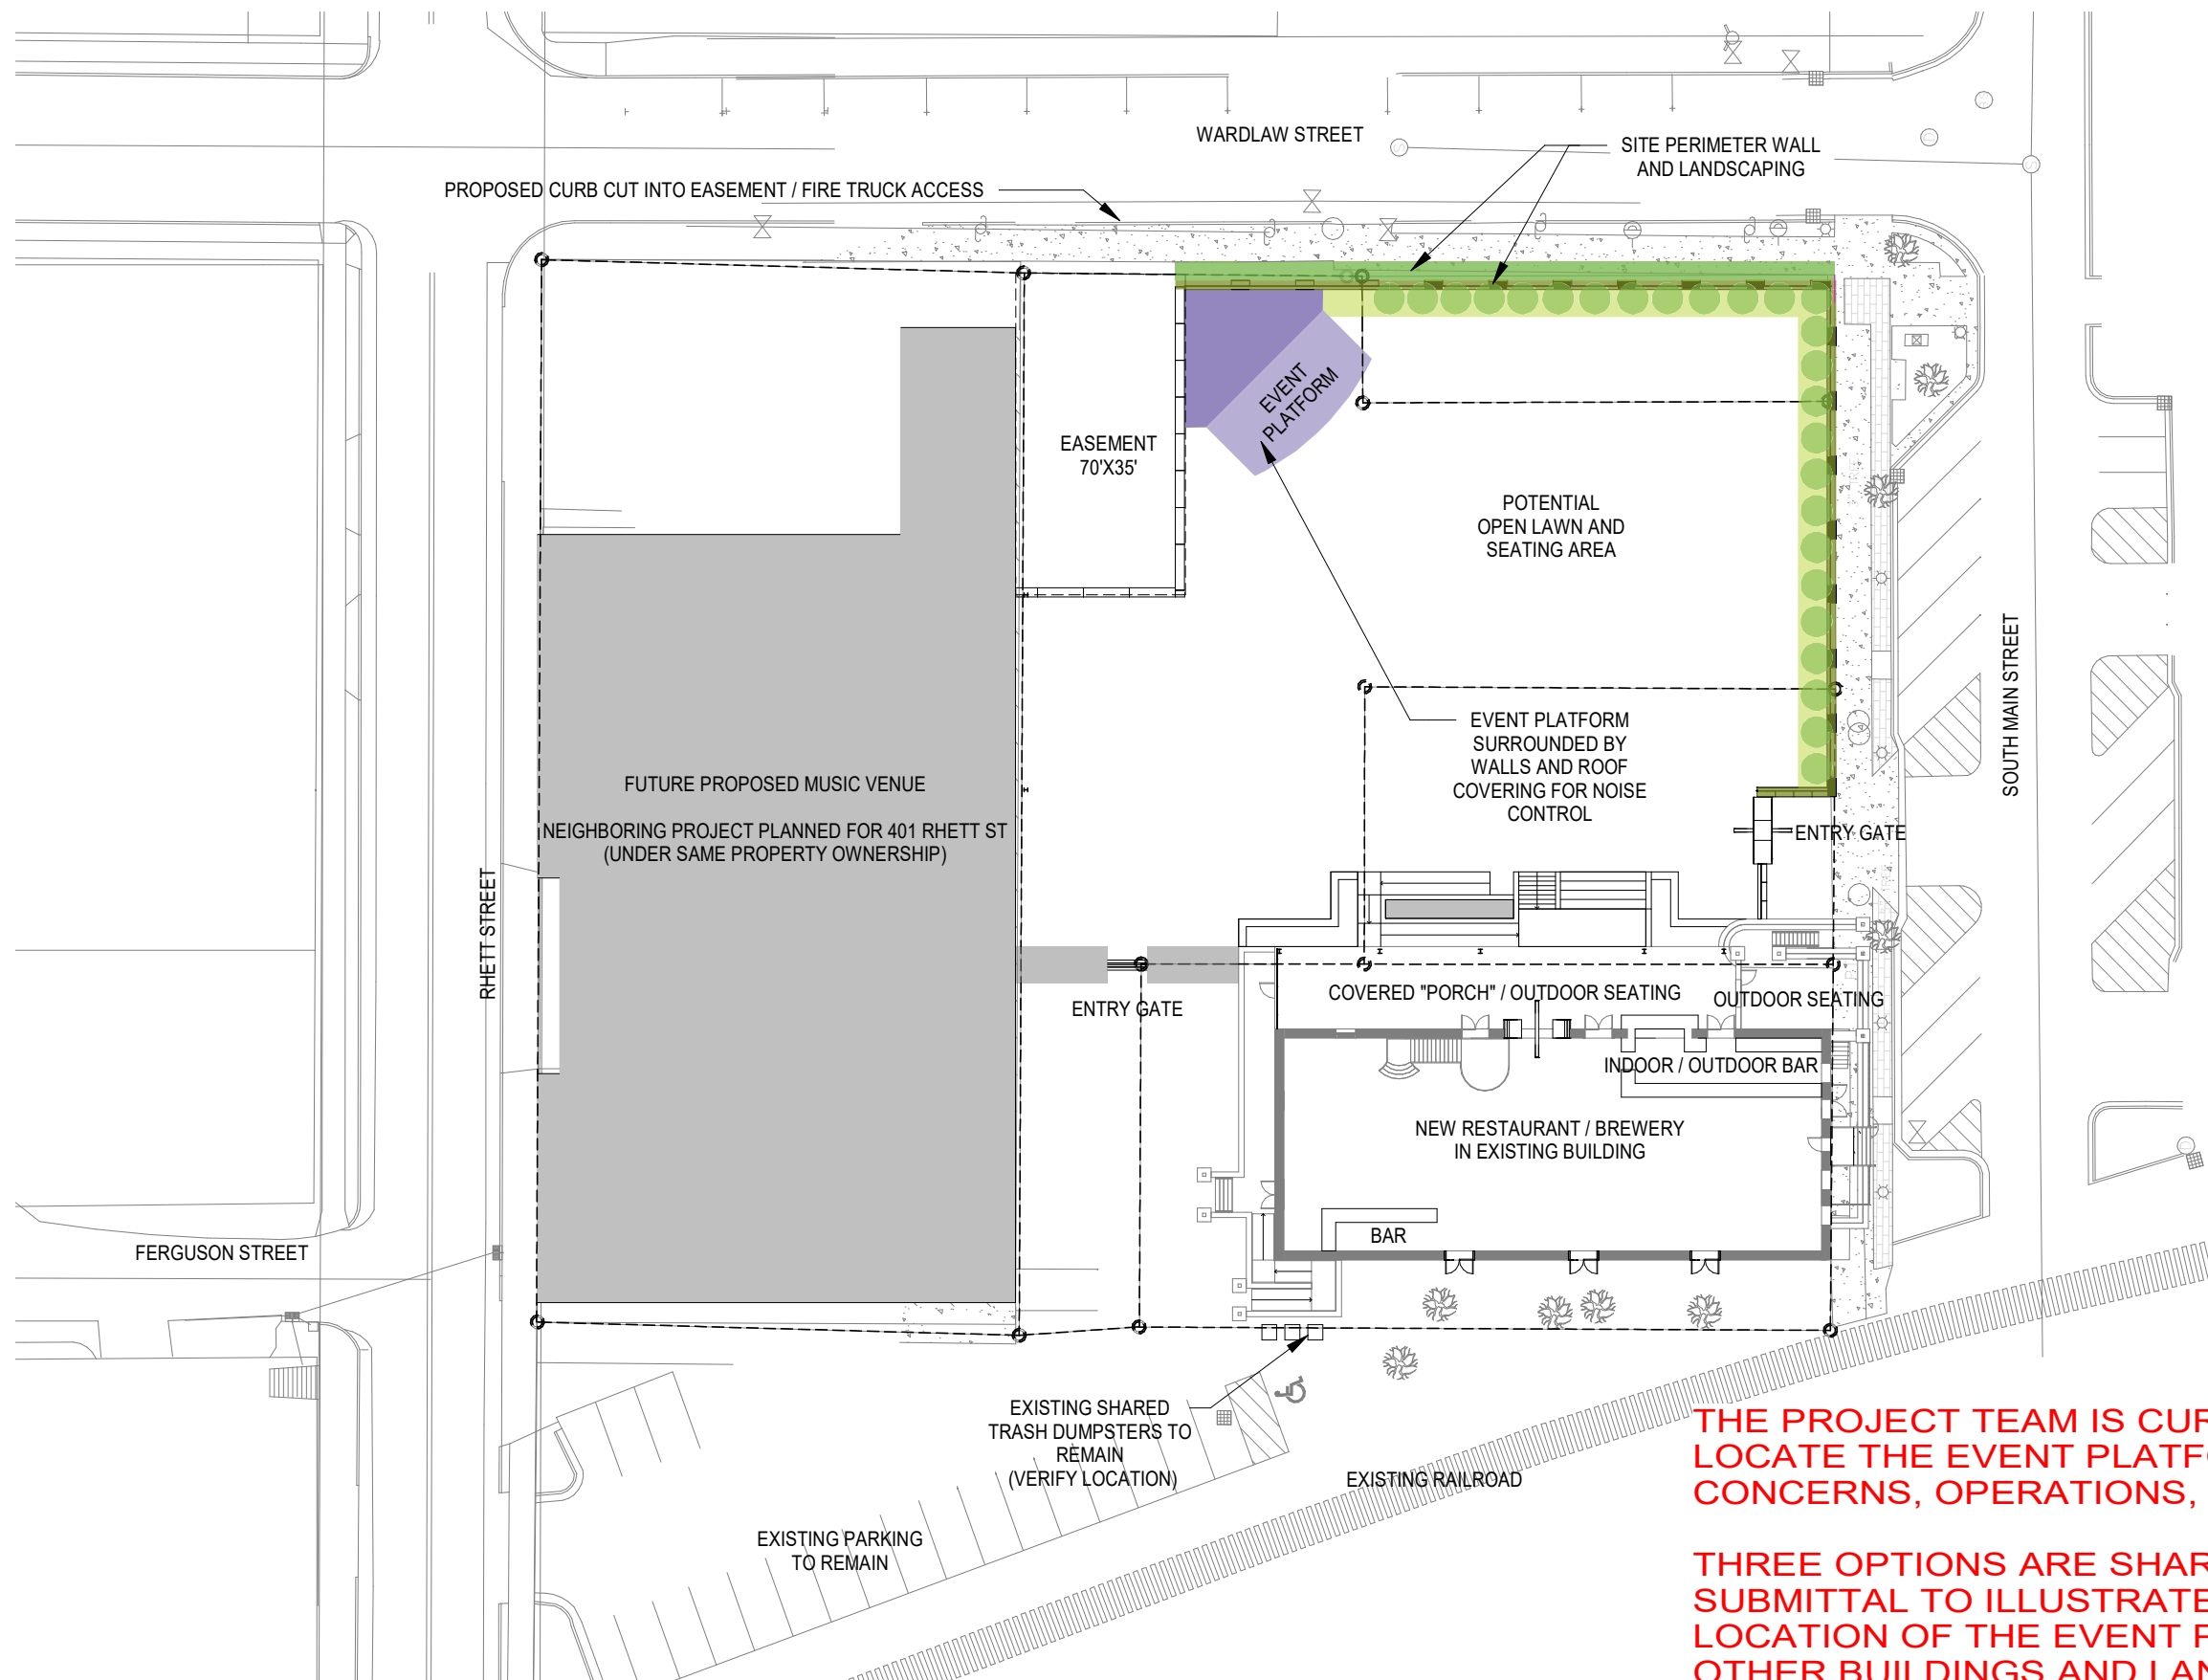 WARDLAW STREET
SITE PERIMETER WALL
AND LANDSCAPING
PROPOSED CURB CUT INTO EASEMENT / FIRE TRUCK ACCESS
EVENT
PLATFORM
EASEMENT
70'X35'
POTENTIAL
OPEN LAWN AND
SEATING AREA
SOUTH MAIN STREET
EVENT PLATFORM
SURROUNDED BY
WALLS AND ROOF
COVERING FOR NOISE
CONTROL
FUTURE PROPOSED MUSIC VENUE
NEIGHBORING PROJECT PLANNED FOR 401 RHETT ST
(UNDER SAME PROPERTY OWNERSHIP)
ENTRY GATE
RHETT STREET
COVERED "PORCH" / OUTDOOR SEATING
OUTDOOR SEATING
ENTRY GATE
INDOOR / OUTDOOR BAR
NEW RESTAURANT / BREWERY
IN EXISTING BUILDING
BAR
FERGUSON STREET
EXISTING SHARED
TRASH DUMPSTERS TO
REMAIN
(VERIFY LOCATION)
EXISTING RAILROAD
EXISTING PARKING
TO REMAIN
THE PROJECT TEAM IS
LOCATE THE EVENT
CONCERNS, OPERATIONS,
THREE OPTIONS ARE
SUBMITTAL TO ILLUSTRATE
LOCATION OF THE EVENT
OTHER BUILDINGS AND